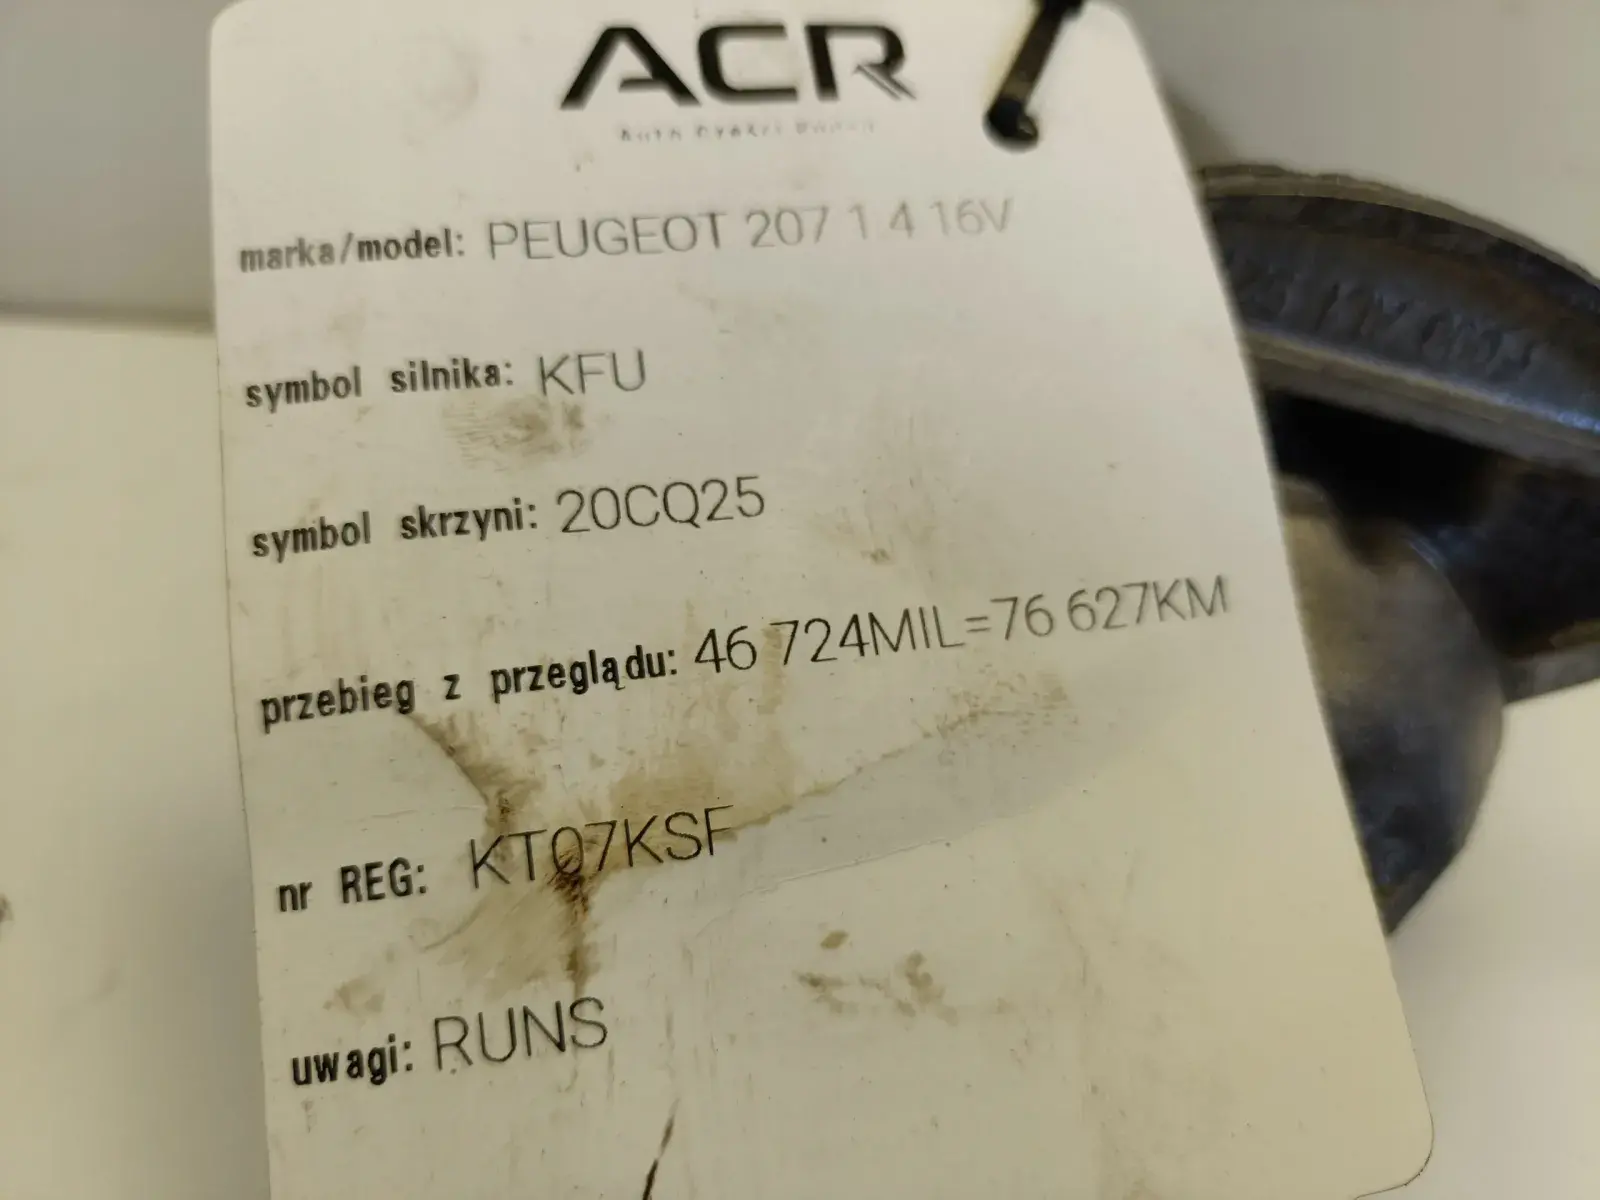 ACR
marka/model: PEUGEOT 207 1.4 16V
symbol silnika: KFU
symbol skrzyni: 20CQ25
przebieg z przeglądu: 46 724MIL=76 627KM
nr REG: KT07KSF
uwagi: RUNS